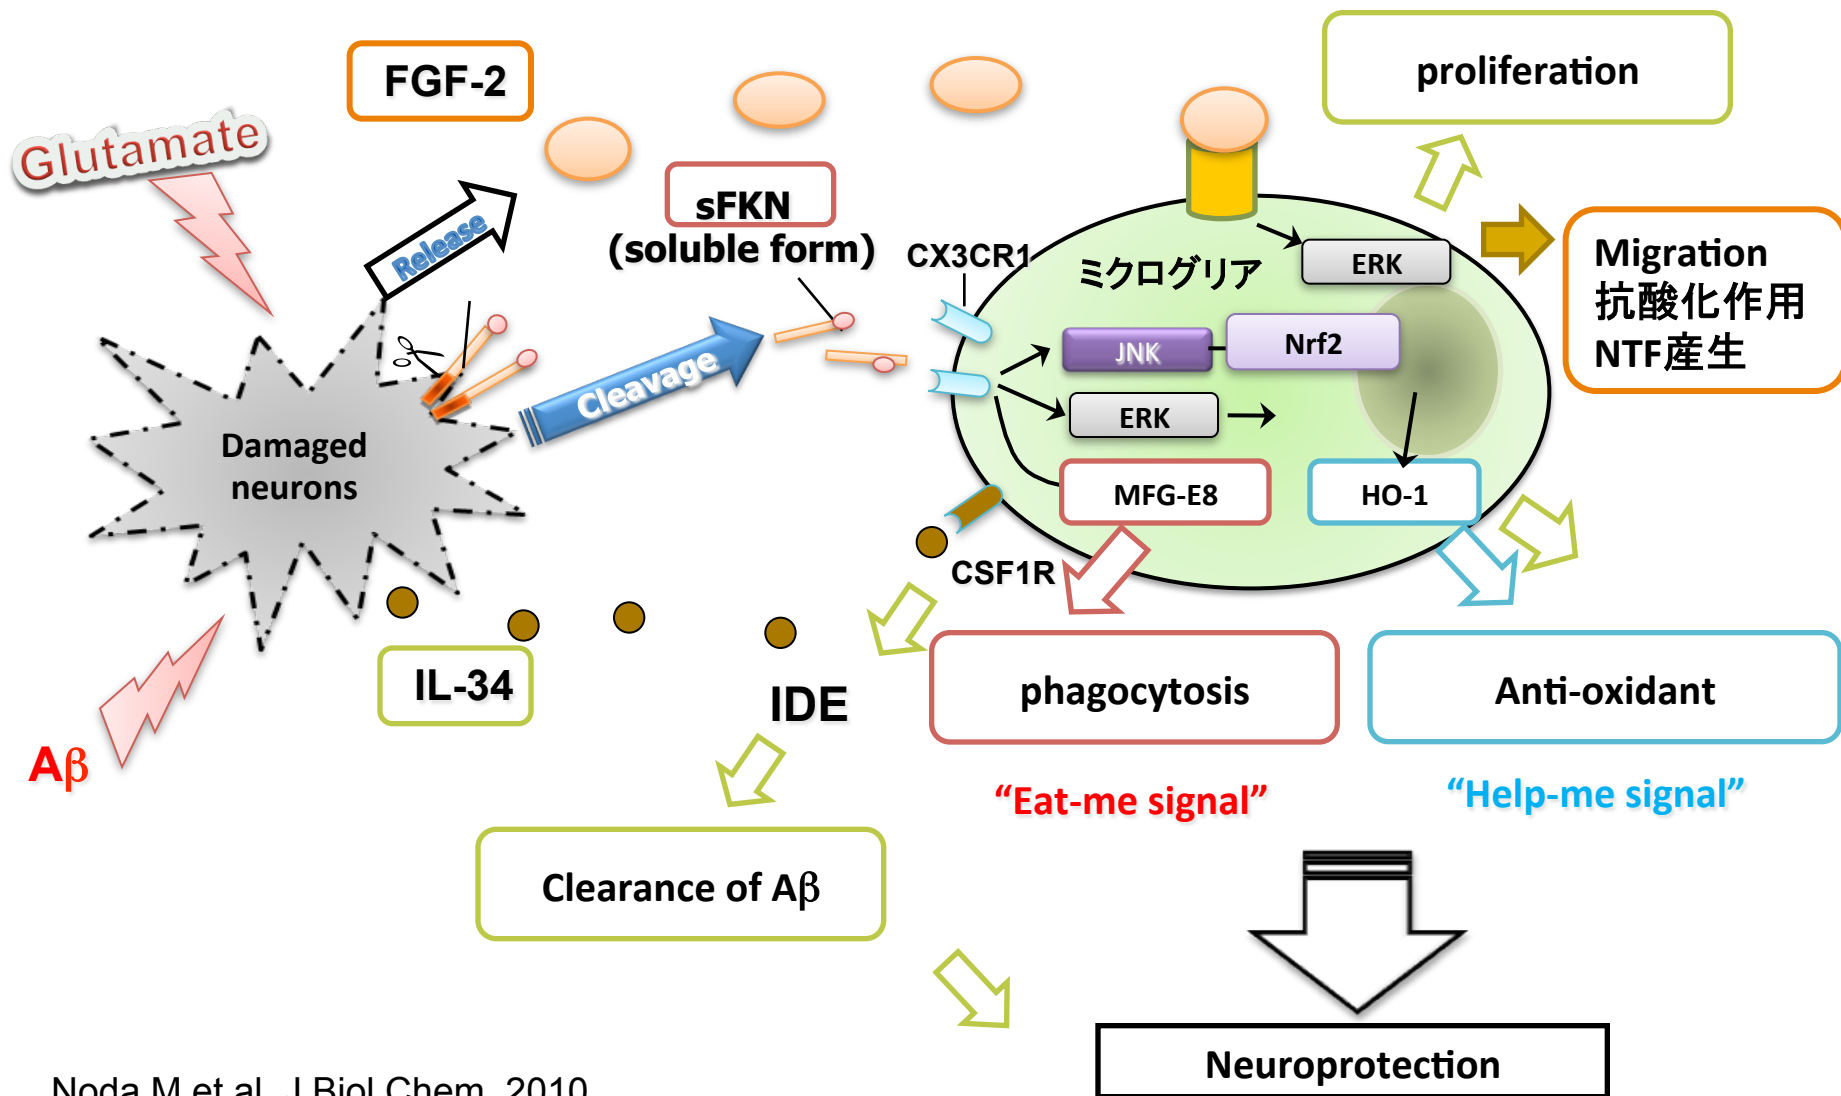 FGF-2
proliferation
Glutamate
Release
sFKN
(soluble form)
CX3CR1
ミクログリア
ERK
Migration
抗酸化作用
NTF産生
JNK
Nrf2
Cleavage
ERK
Damaged
neurons
MFG-E8
HO-1
CSF1R
IL-34
IDE
phagocytosis
Anti-oxidant
Aβ
“Eat-me signal”
“Help-me signal”
Clearance of Aβ
Neuroprotection
Noda M et al. J Biol Chem. 2010